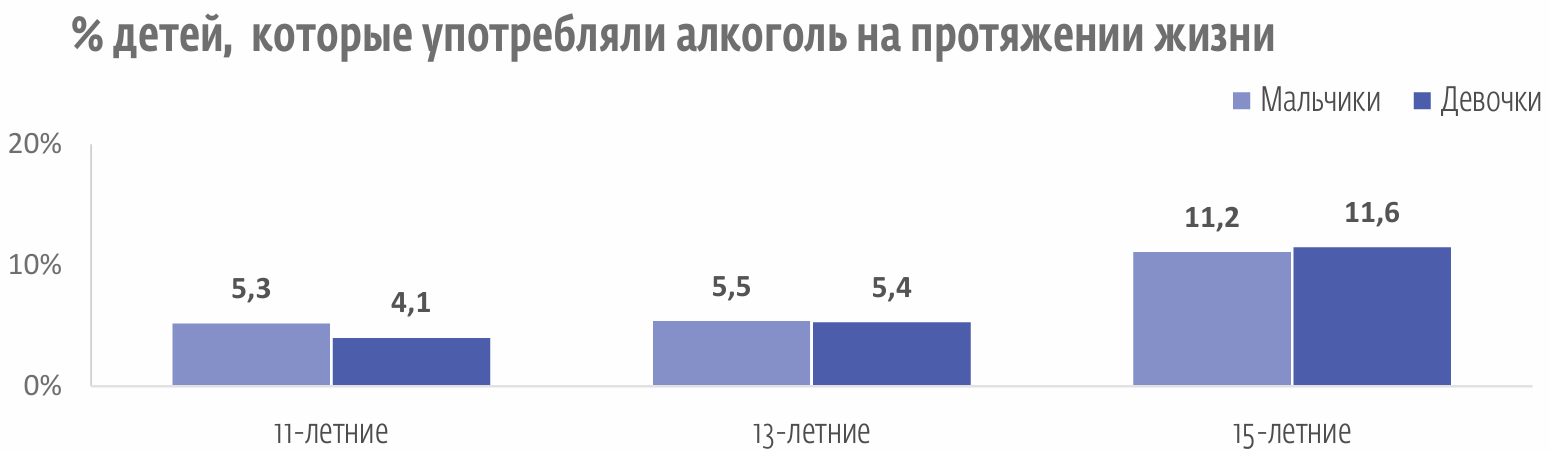 % детей,  которые употребляли алкоголь на протяжении жизни
Мальчики Девочки
20%
10%
0%
5,3 4,1 5,5 5,4 11,2 11,6
11-летние 13-летние 15-летние